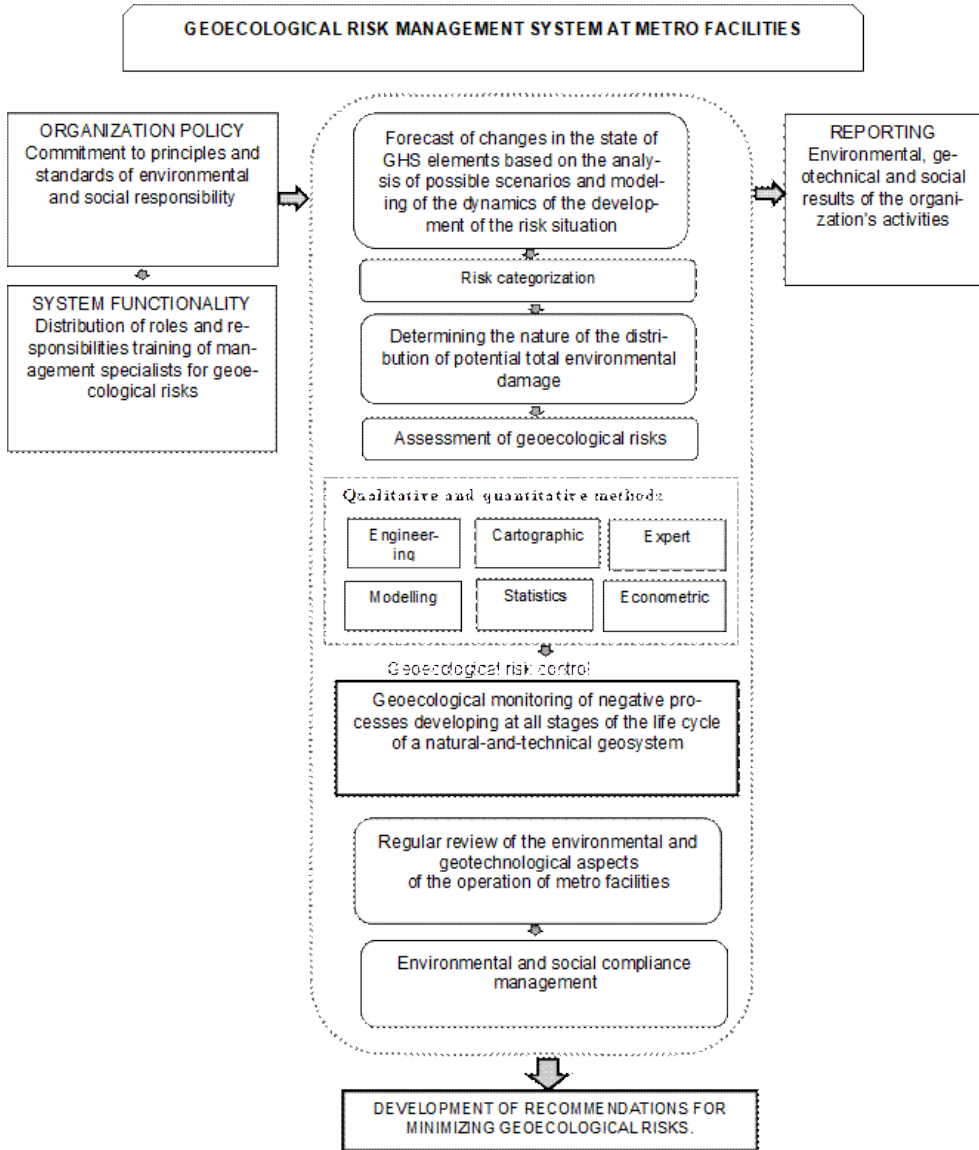 GEOECOLOGICAL RISK MANAGEMENT SYSTEM AT METRO FACILITIES
ORGANIZATION POLICY
Commitment to principles and
standards of environmental
and social responsibility
SYSTEM FUNCTIONALITY
Distribution of roles and re-
sponsibilities training of man-
agement specialists for geoe-
cological risks
Forecast of changes in the state of
GHS elements based on the analy-
sis of possible scenarios and model-
ing of the dynamics of the develop-
ment of the risk situation
Risk categorization
Determining the nature of the distri-
bution of potential total environmental
damage
Assessment of geoecological risks
Qualitative and quantitative methods
Engineer-
ing
Cartographic
Expert
Modelling
Statistics
Econometric
Geoecological risk control
Geoecological monitoring of negative pro-
cesses developing at all stages of the life cycle
of a natural-and-technical geosystem
Regular review of the environmental and
geotechnological aspects
of the operation of metro facilities
Environmental and social compliance
management
REPORTING
Environmental, ge-
otechnical and social
results of the organi-
zation's activities
DEVELOPMENT OF RECOMMENDATIONS FOR
MINIMIZING GEOECOLOGICAL RISKS.